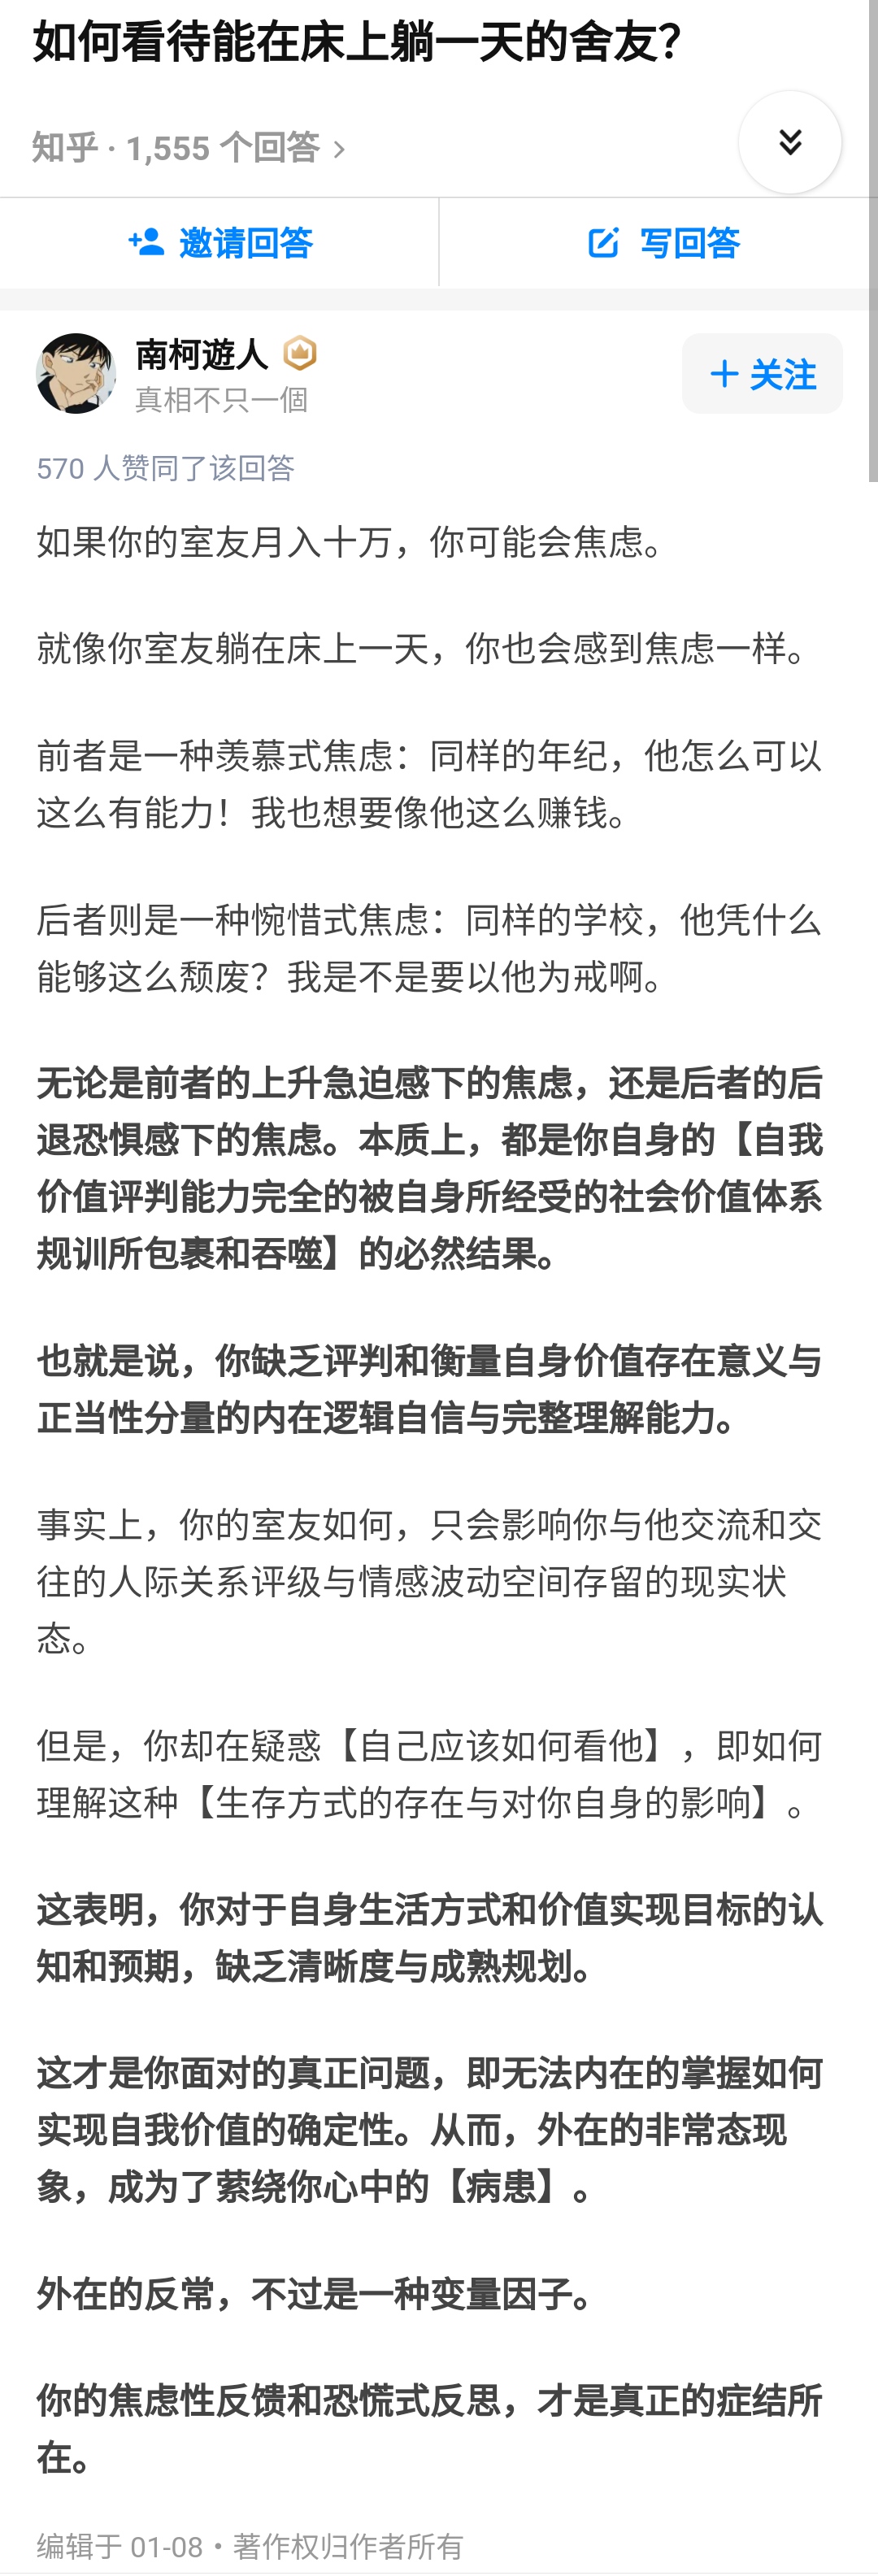 如何看待能在床上躺一天的舍友？
知乎 · 1,555 个回答 >
邀请回答
写回答
南柯遊人
真相不只一個
+ 关注
570 人赞同了该回答
如果你的室友月入十万，你可能会焦虑。
就像你室友躺在床上一天，你也会感到焦虑一样。
前者是一种羡慕式焦虑：同样的年纪，他怎么可以
这么有能力！我也想要像他这么赚钱。
后者则是一种惋惜式焦虑：同样的学校，他凭什么
能够这么颓废？我是不是要以他为戒啊。
无论是前者的上升急迫感下的焦虑，还是后者的后
退恐惧感下的焦虑。本质上，都是你自身的【自我
价值评判能力完全的被自身所经受的社会价值体系
规训所包裹和吞噬】的必然结果。
也就是说，你缺乏评判和衡量自身价值存在意义与
正当性分量的内在逻辑自信与完整理解能力。
事实上，你的室友如何，只会影响你与他交流和交
往的人际关系评级与情感波动空间存留的现实状
态。
但是，你却在疑惑【自己应该如何看他】，即如何
理解这种【生存方式的存在与对你自身的影响】。
这表明，你对于自身生活方式和价值实现目标的认
知和预期，缺乏清晰度与成熟规划。
这才是你面对的真正问题，即无法内在的掌握如何
实现自我价值的确定性。从而，外在的非常态现
象，成为了萦绕你心中的【病患】。
外在的反常，不过是一种变量因子。
你的焦虑性反馈和恐慌式反思，才是真正的症结所
在。
编辑于 01-08 · 著作权归作者所有